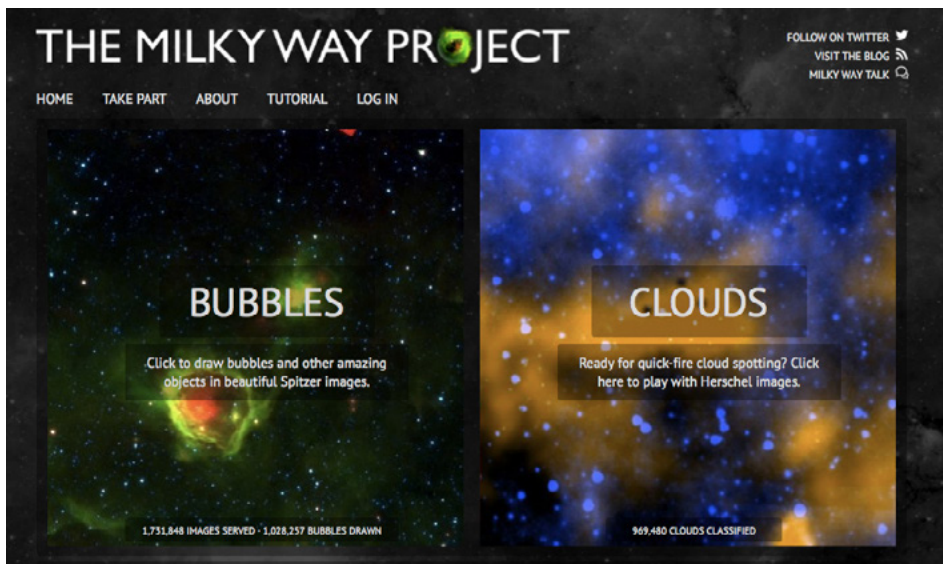 THE MILKY WAY PROJECT
FOLLOW ON TWITTER
VISIT THE BLOG
MILKY WAY TALK
HOME TAKE PART ABOUT TUTORIAL LOG IN
BUBBLES
Click to draw bubbles and other amazing
objects in beautiful Spitzer images.
1,731,848 IMAGES SERVED - 1,028,257 BUBBLES DRAWN
CLOUDS
Ready for quick-fire cloud spotting? Click
here to play with Herschel images.
969,480 CLOUDS CLASSIFIED